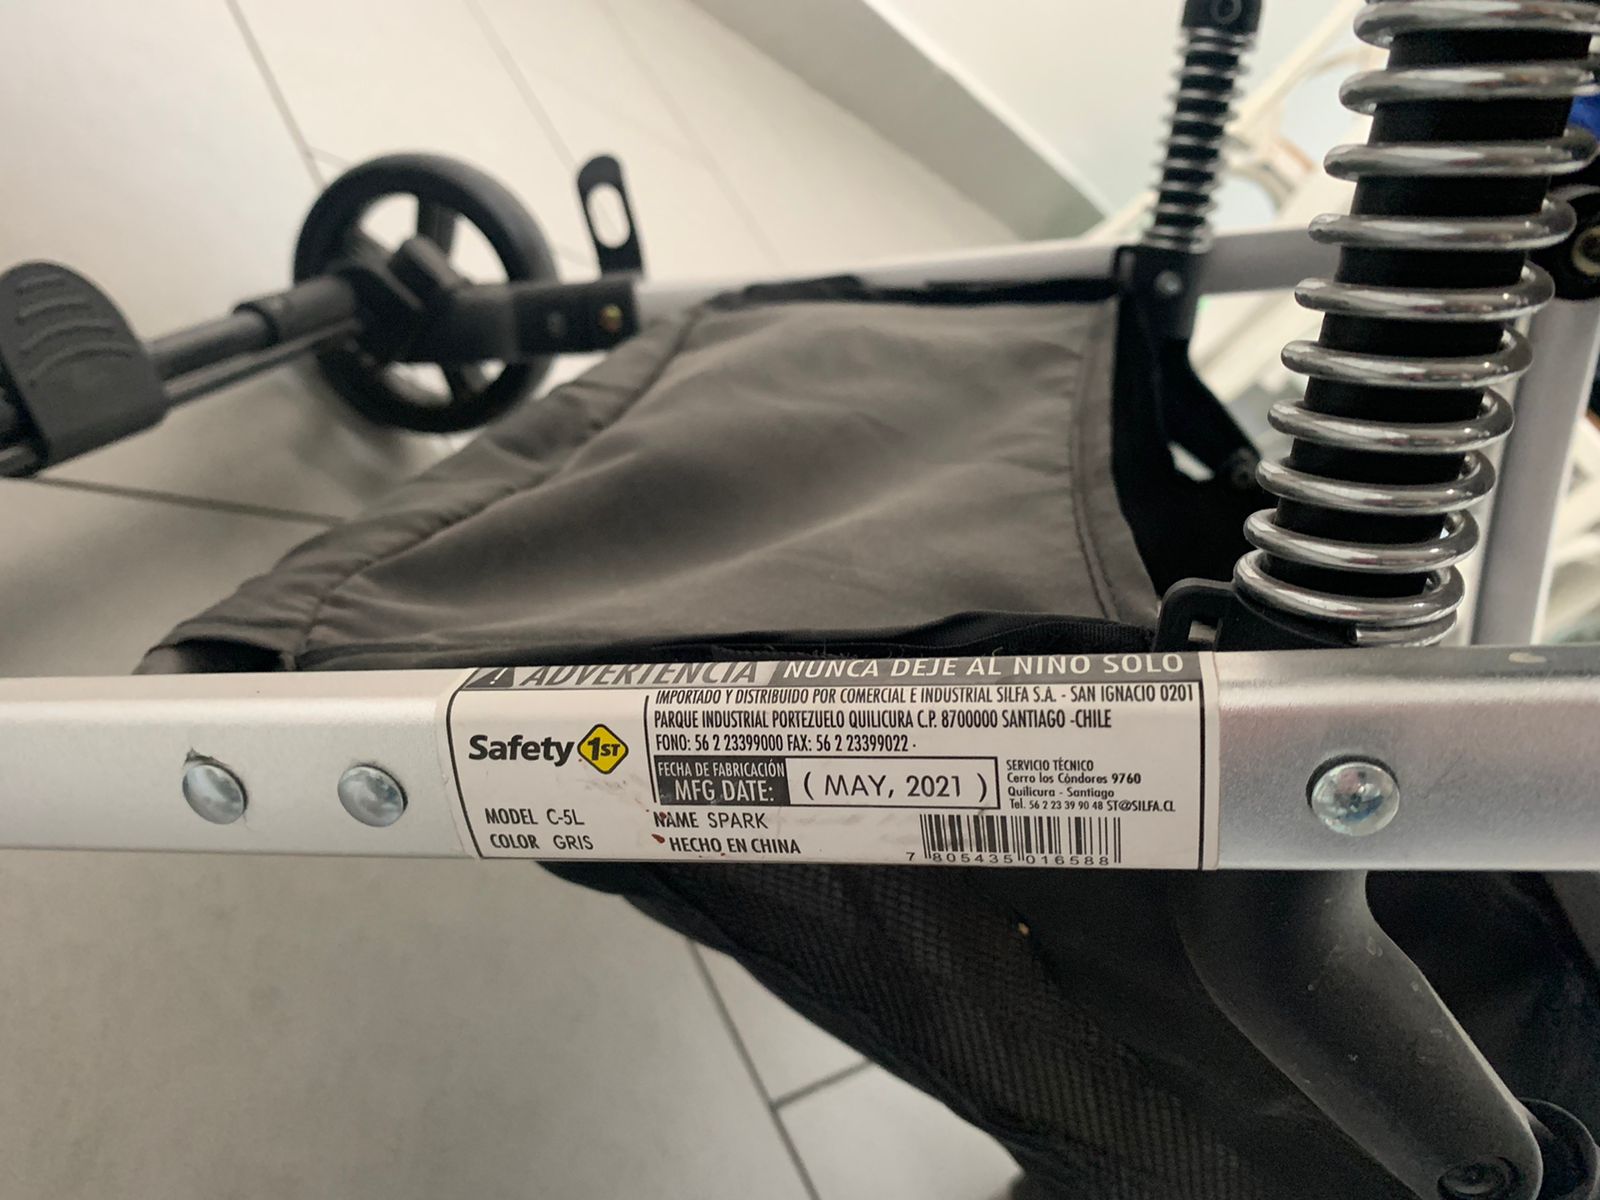 ADVERTENCIA NUNCA DEJE AL NINO SOLO
IMPORTADO Y DISTRIBUIDO POR COMERCIAL E INDUSTRIAL SILFA S.A. - SAN IGNACIO 0201
PARQUE INDUSTRIAL PORTEZUELO QUILICURA C.P. 8700000 SANTIAGO -CHILE
FONO: 56 2 23399000 FAX: 56 2 23399022 ·
Safety 1ST
FECHA DE FABRICACIÓN
MFG DATE:
( MAY, 2021 )
SERVICIO TÉCNICO
Cerro los Cóndores 9760
Quilicura - Santiago
Tel. 56 2 23 39 90 48 ST@SILFA.CL
MODEL C-5L
NAME SPARK
COLOR GRIS
HECHO EN CHINA
7 805435 016588